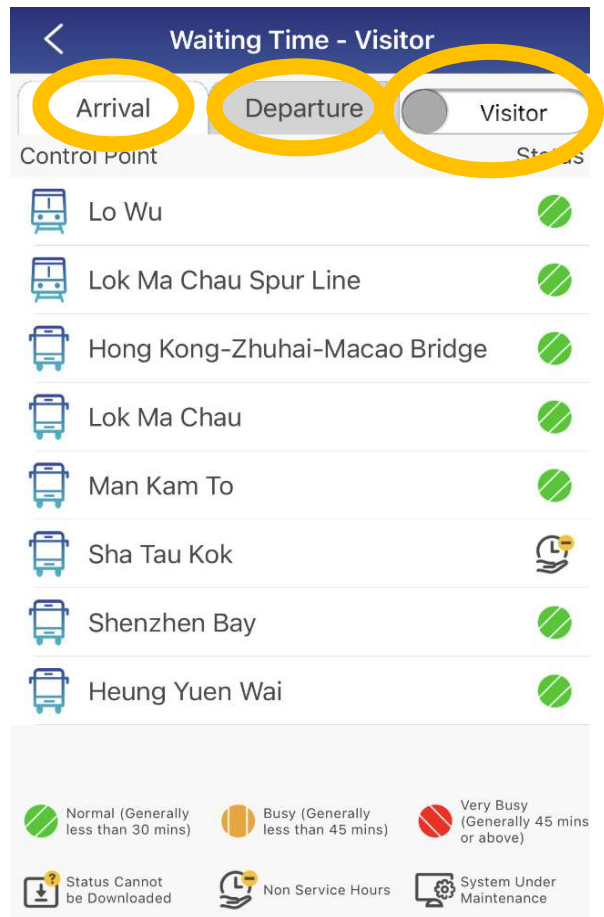 Waiting Time - Visitor
Arrival Departure Visitor
Control Point Status
Lo Wu
Lok Ma Chau Spur Line
Hong Kong-Zhuhai-Macao Bridge
Lok Ma Chau
Man Kam To
Sha Tau Kok
Shenzhen Bay
Heung Yuen Wai
Normal (Generally
less than 30 mins)
Busy (Generally
less than 45 mins)
Very Busy
(Generally 45 mins
or above)
Status Cannot
be Downloaded
Non Service Hours
System Under
Maintenance